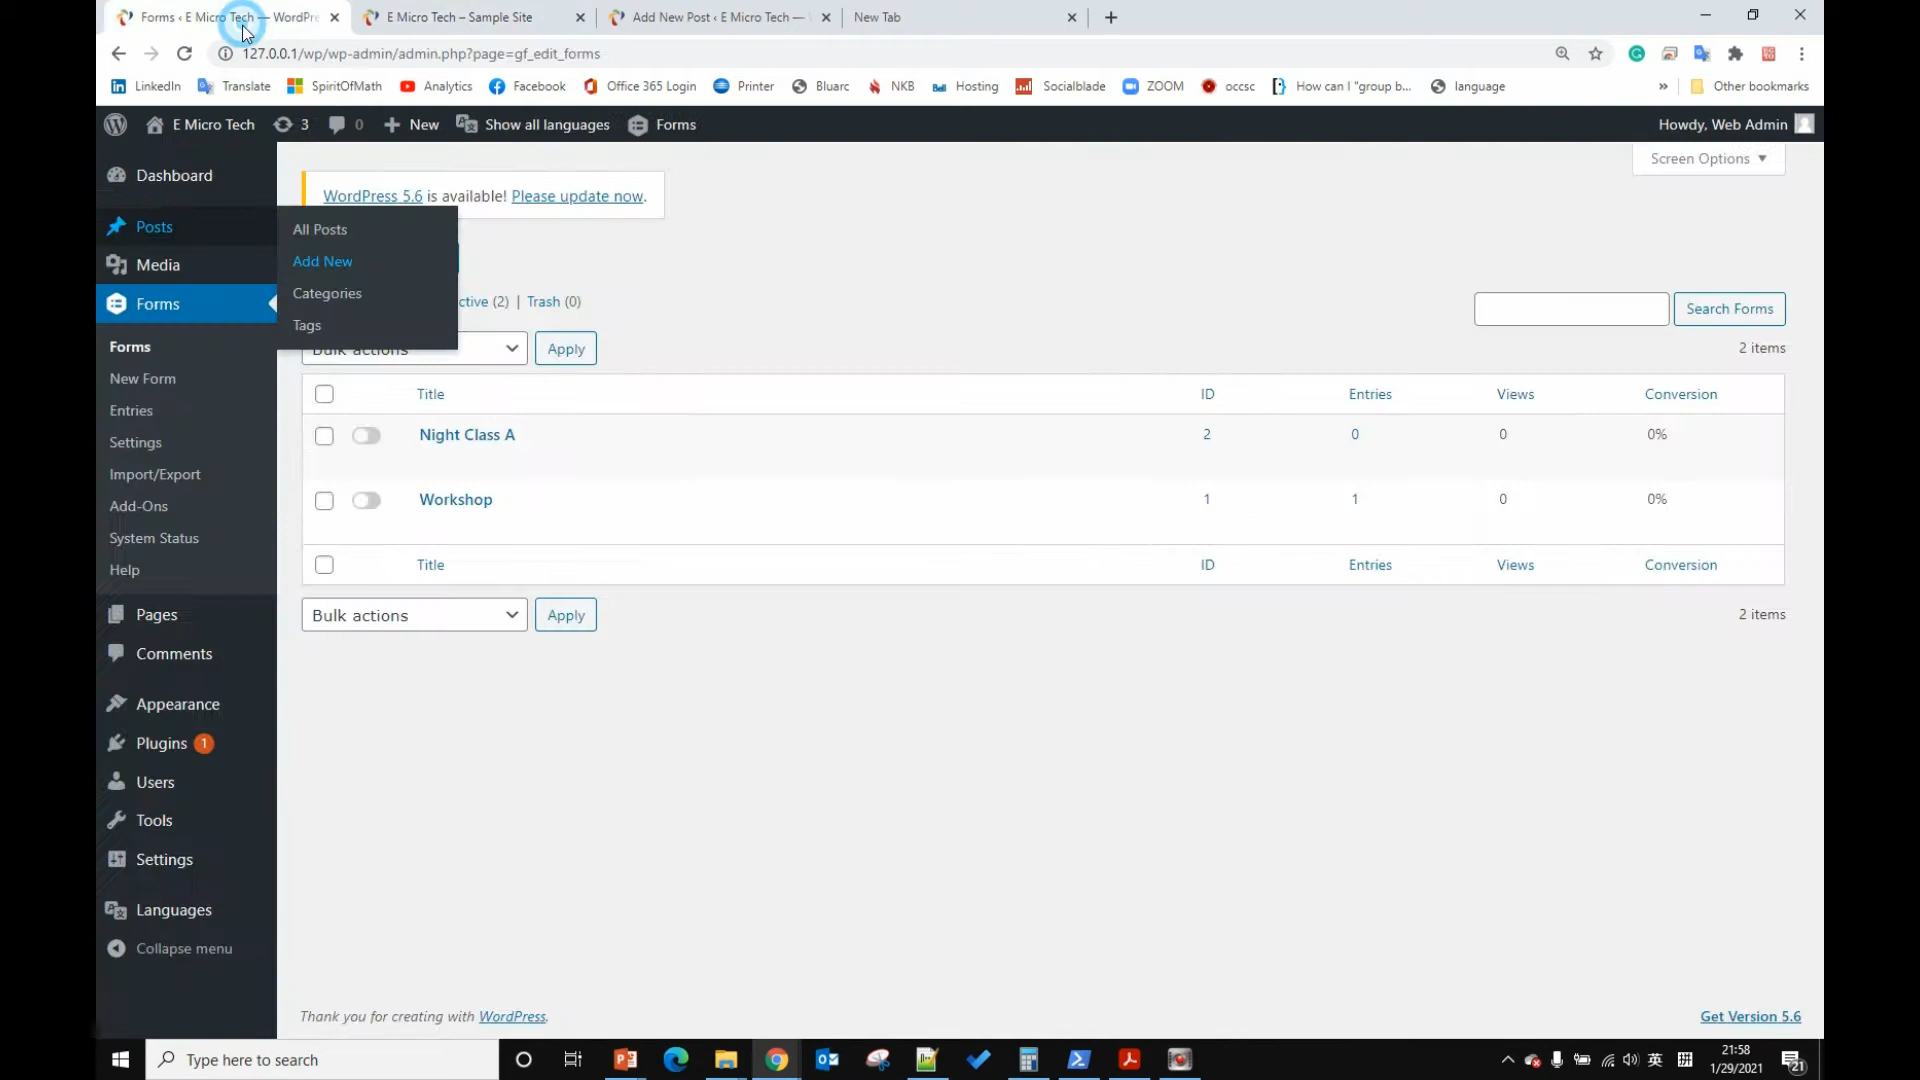 Forms ‹ E Micro Tech — WordPre
E Micro Tech – Sample Site
Add New Post ‹ E Micro Tech —
New Tab
127.0.0.1/wp/wp-admin/admin.php?page=gf_edit_forms
LinkedIn
Translate
SpiritOfMath
Analytics
Facebook
Office 365 Login
Printer
Bluarc
NKB
Hosting
Socialblade
ZOOM
occsc
How can I "group b...
language
»
Other bookmarks
E Micro Tech
3
0
New
Show all languages
Forms
Howdy, Web Admin
Screen Options
Dashboard
WordPress 5.6 is available! Please update now.
Posts
All Posts
Media
Add New
Forms
Categories
Tags
ctive (2) | Trash (0)
Search Forms
Bulk actions
Apply
2 items
Forms
New Form
Entries
Settings
Import/Export
Add-Ons
System Status
Help
Title ID Entries Views Conversion
Night Class A 2 0 0 0%
Workshop 1 1 0 0%
Title ID Entries Views Conversion
Bulk actions
Apply
2 items
Pages
Comments
Appearance
Plugins 1
Users
Tools
Settings
Languages
Collapse menu
Thank you for creating with WordPress.
Get Version 5.6
Type here to search
英
21:58
1/29/2021
21